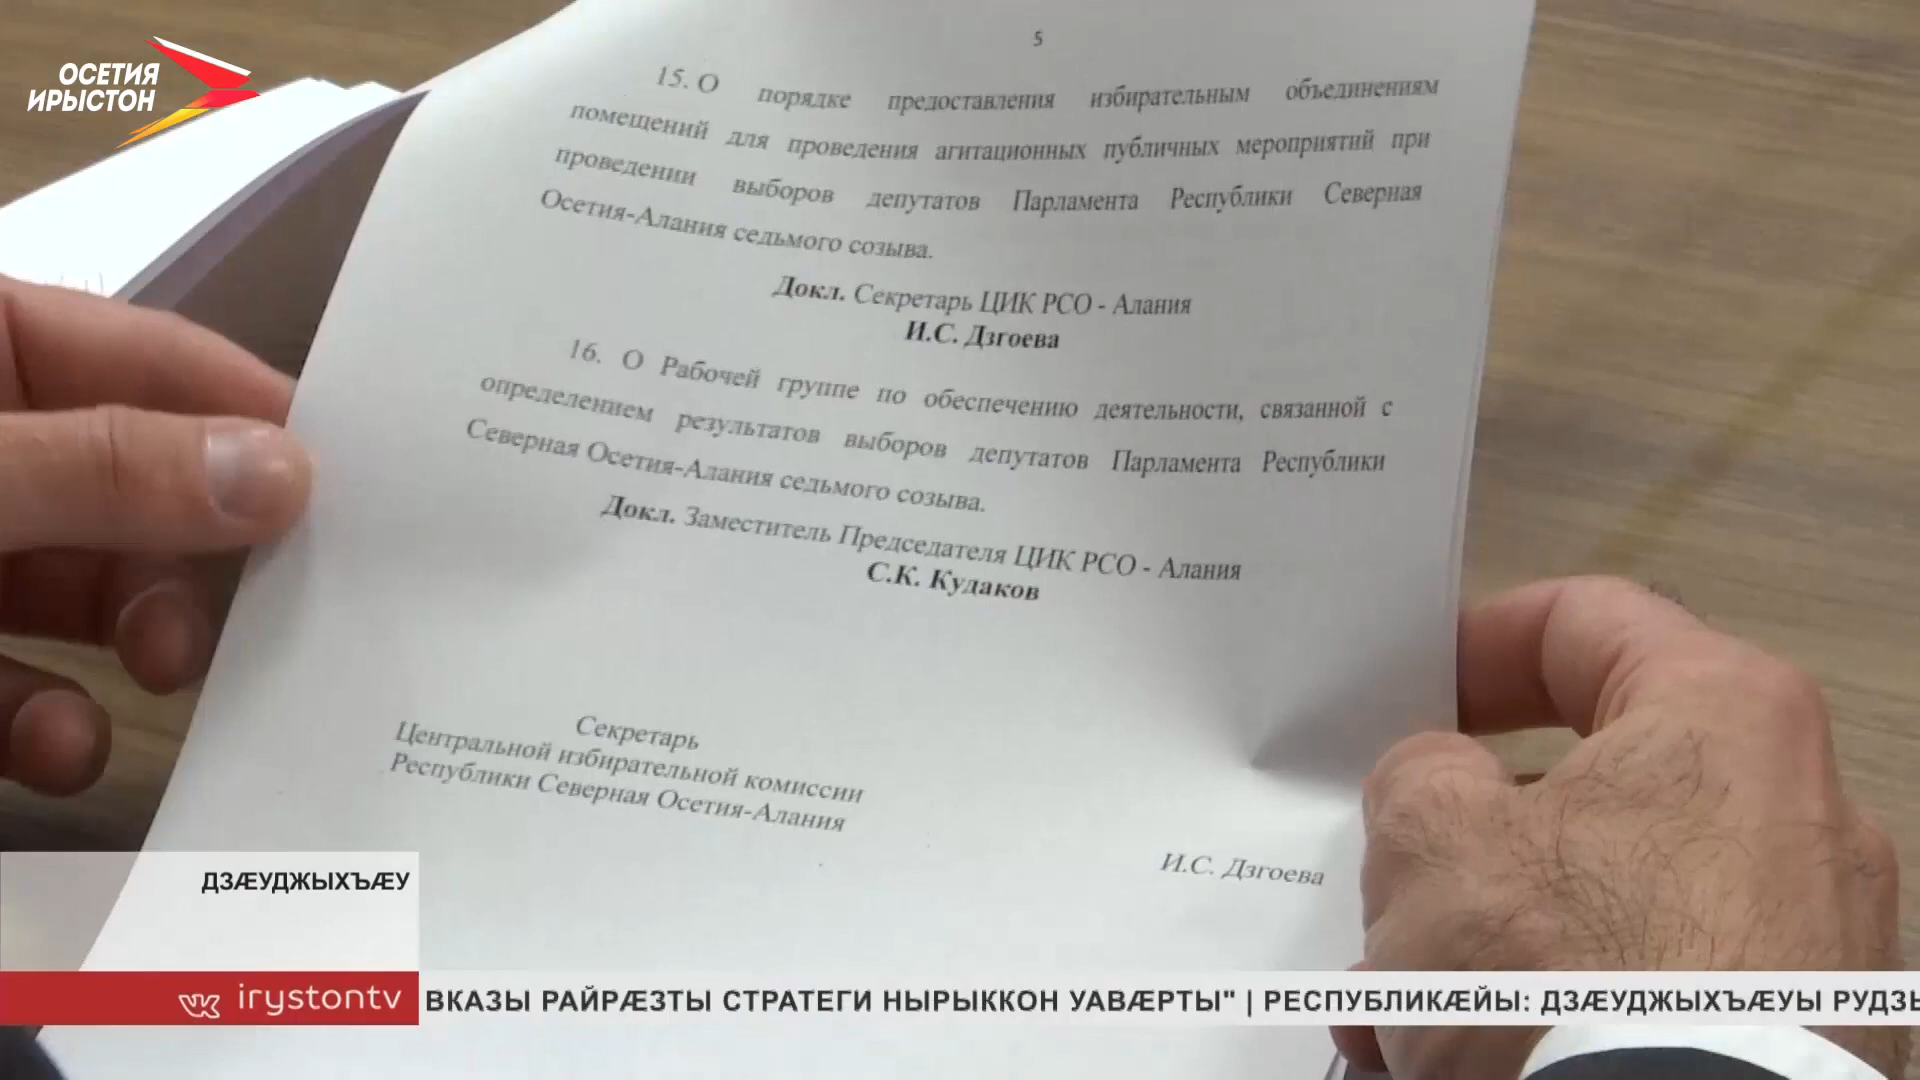 ОСЕТИЯ
ИРЫСТОН
5
15. О порядке предоставления избирательным объединениям
помещений для проведения агитационных публичных мероприятий при
проведении выборов депутатов Парламента Республики Северная
Осетия-Алания седьмого созыва.
Докл. Секретарь ЦИК РСО - Алания
И.С. Дзгоева
16. О Рабочей группе по обеспечению деятельности, связанной с
определением результатов выборов депутатов Парламента Республики
Северная Осетия-Алания седьмого созыва.
Докл. Заместитель Председателя ЦИК РСО - Алания
С.К. Кудаков
Секретарь
Центральной избирательной комиссии
Республики Северная Осетия-Алания
И.С. Дзгоева
ДЗÆУДЖЫХЪÆУ
irystontv
ВКАЗЫ РАЙРÆЗТЫ СТРАТЕГИ НЫРЫККОН УАВÆРТЫ" | РЕСПУБЛИКÆЙЫ: ДЗÆУДЖЫХЪÆУЫ РУДЗЫ